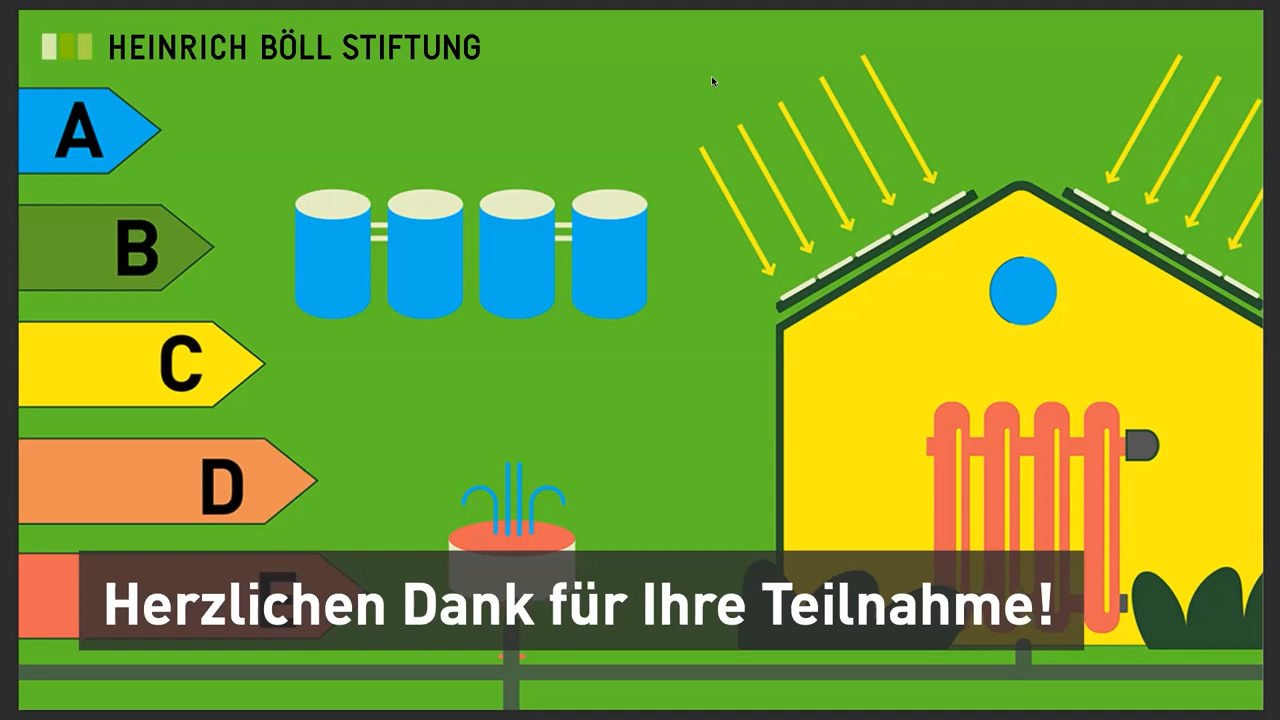 HEINRICH BÖLL STIFTUNG
A
B
C
D
E
Herzlichen Dank für Ihre Teilnahme!